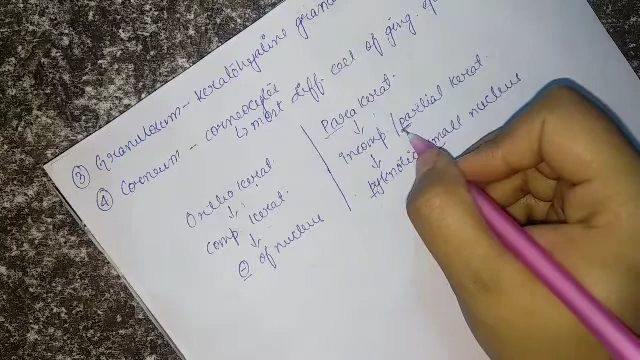 ③ Granulosum - keratohyaline granu
④ Corneum - corneocytes
↳ most diff cell of ging. ep
Ortho kerat
↓
comp. kerat.
↓
⊖ of nucleus
Para kerat.
↓
Incomp. / partial kerat.
↓
pyknotic small nucleus